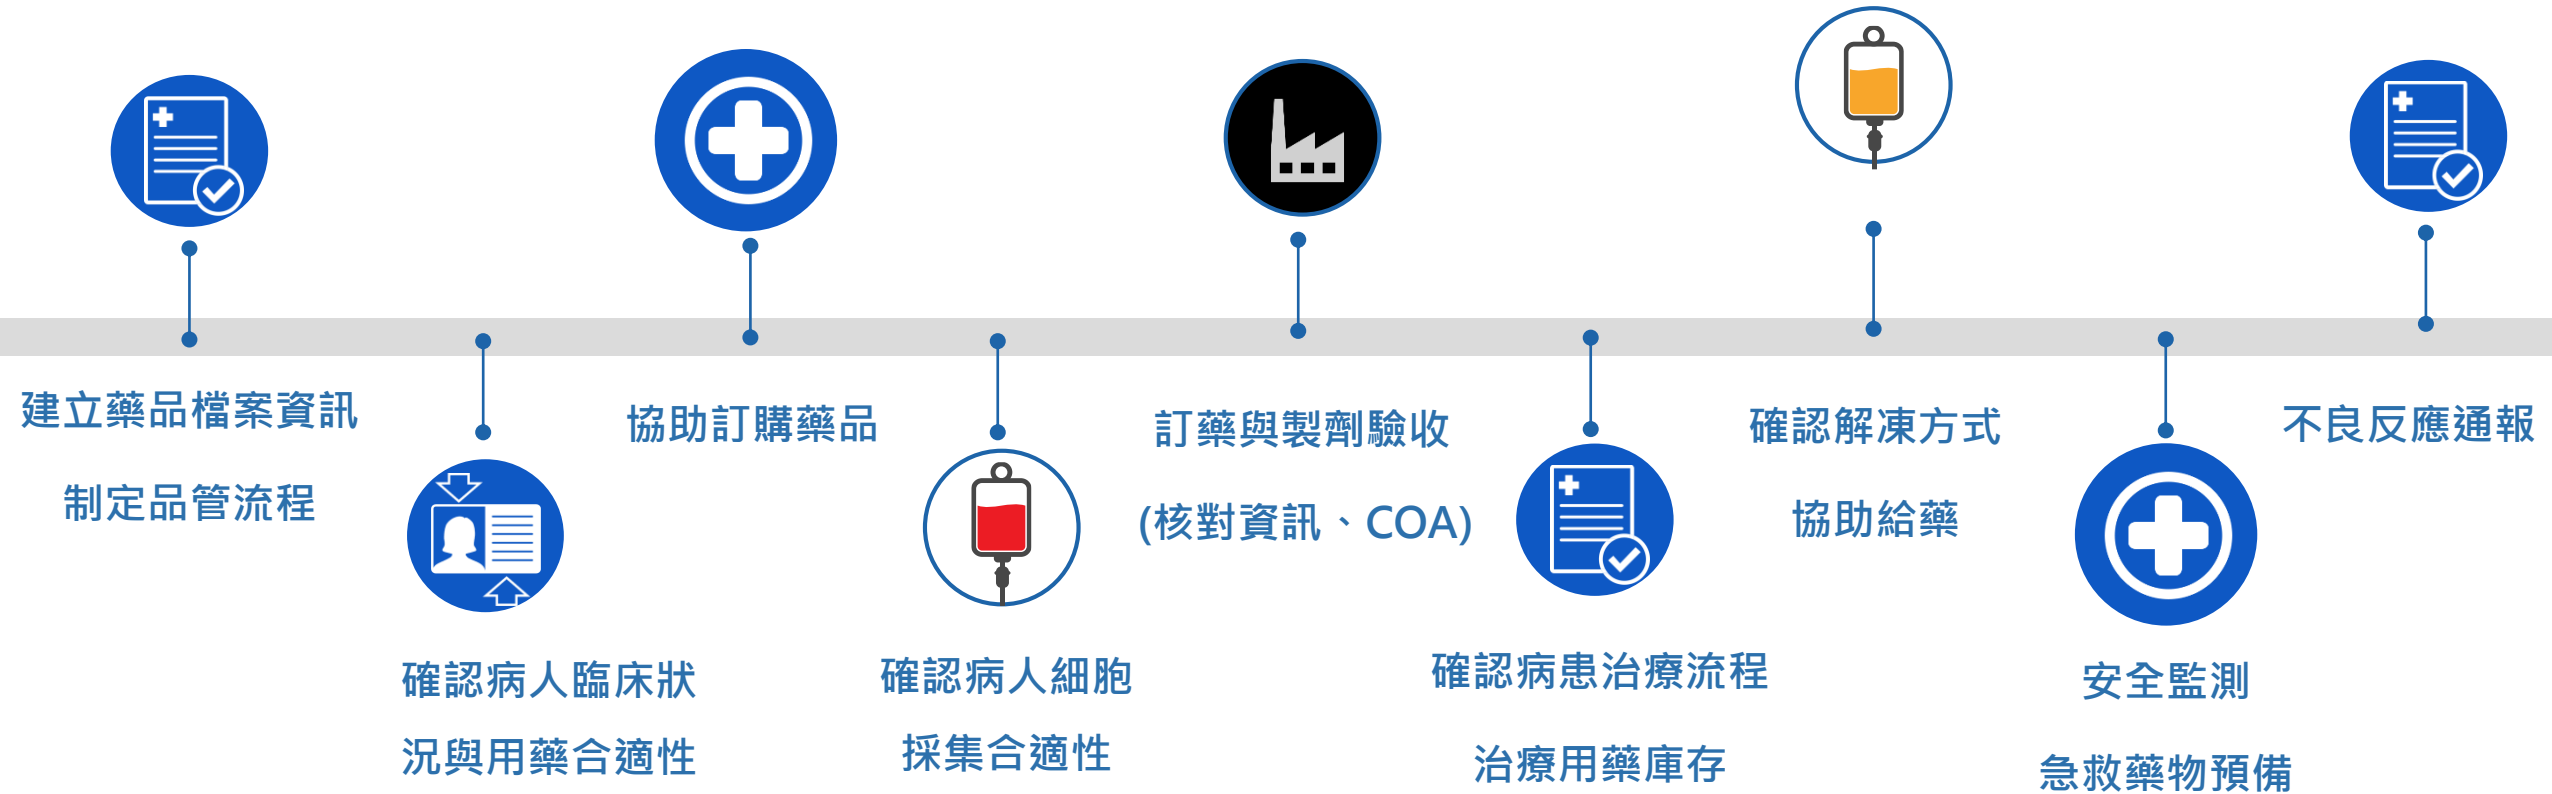 建立藥品檔案資訊
制定品管流程
確認病人臨床狀
況與用藥合適性
協助訂購藥品
確認病人細胞
採集合適性
訂藥與製劑驗收
(核對資訊、COA)
確認病患治療流程
治療用藥庫存
確認解凍方式
協助給藥
安全監測
急救藥物預備
不良反應通報